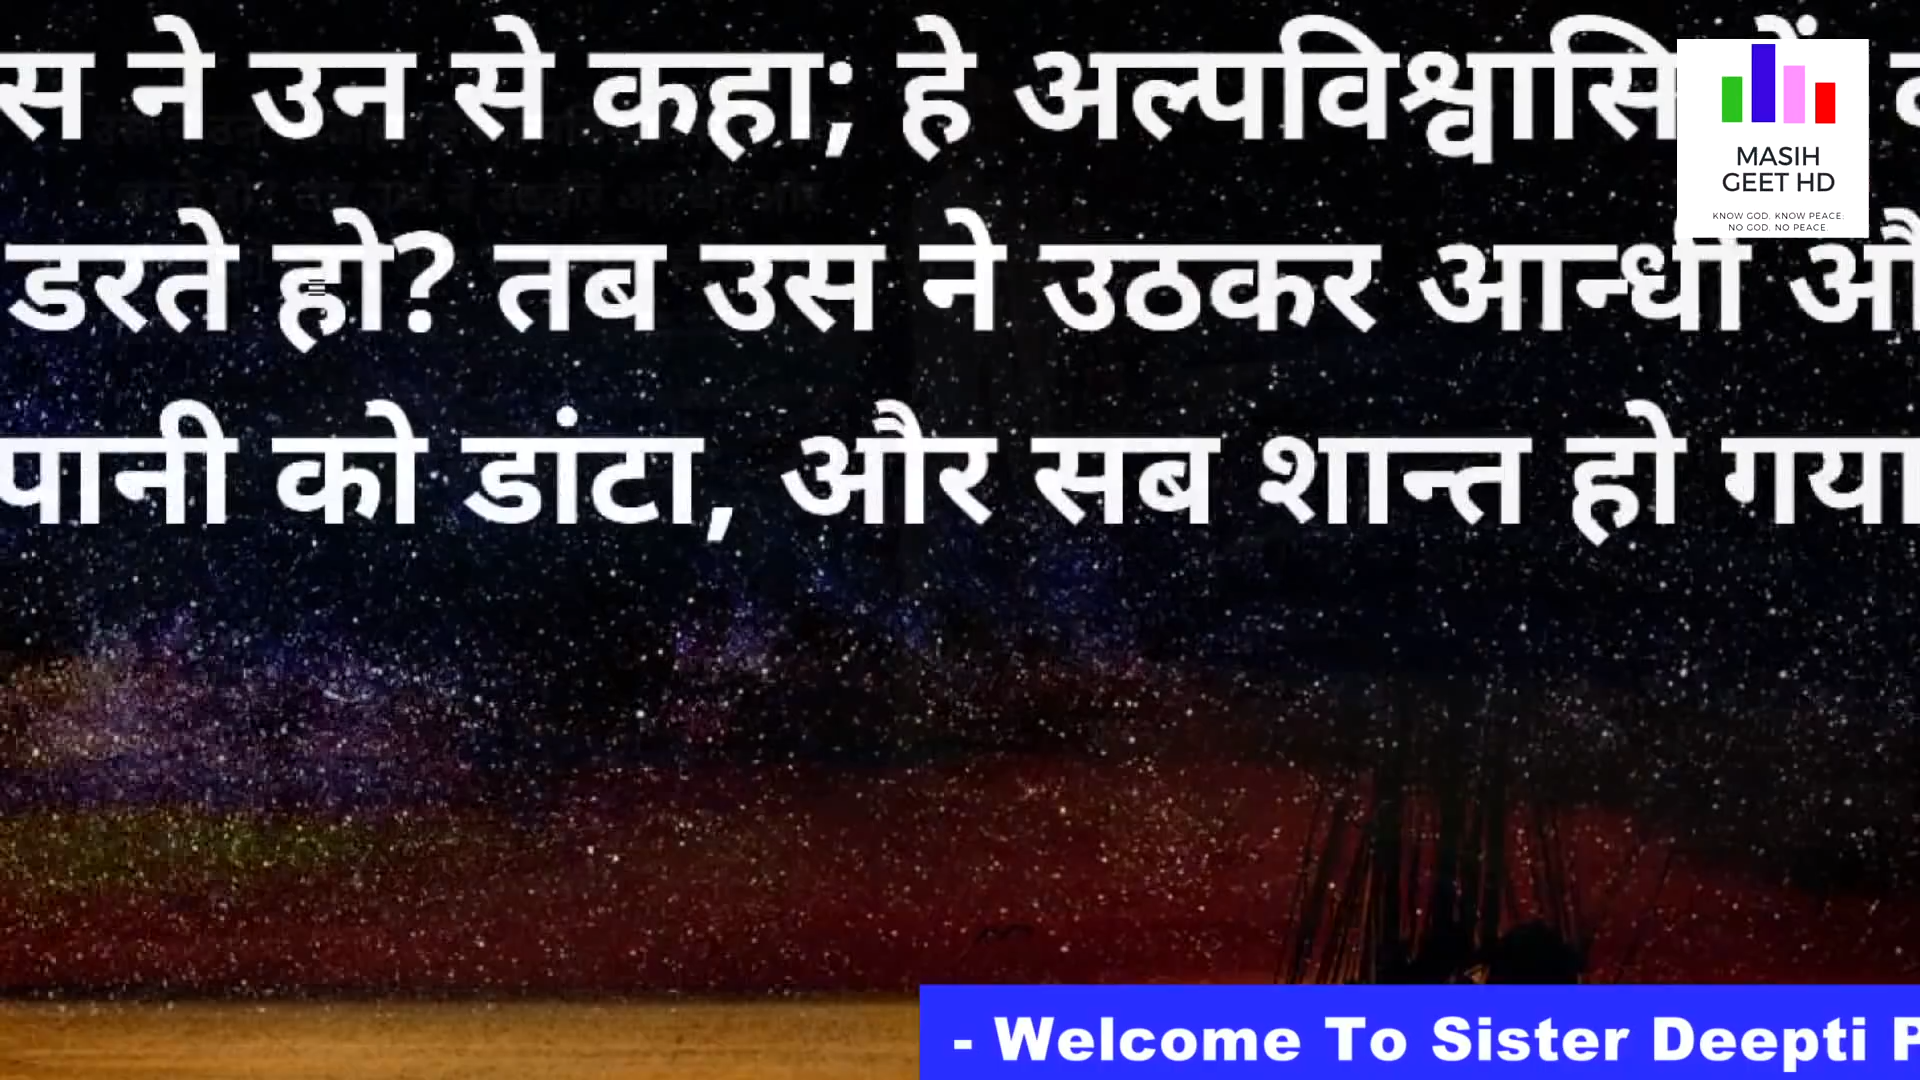 स ने उन से कहा; हे अल्पविश्वासि
डरते हो? तब उस ने उठकर आन्धी औ
पानी को डांटा, और सब शान्त हो गया
MASIH
GEET HD
KNOW GOD. KNOW PEACE.
NO GOD. NO PEACE.
- Welcome To Sister Deepti P